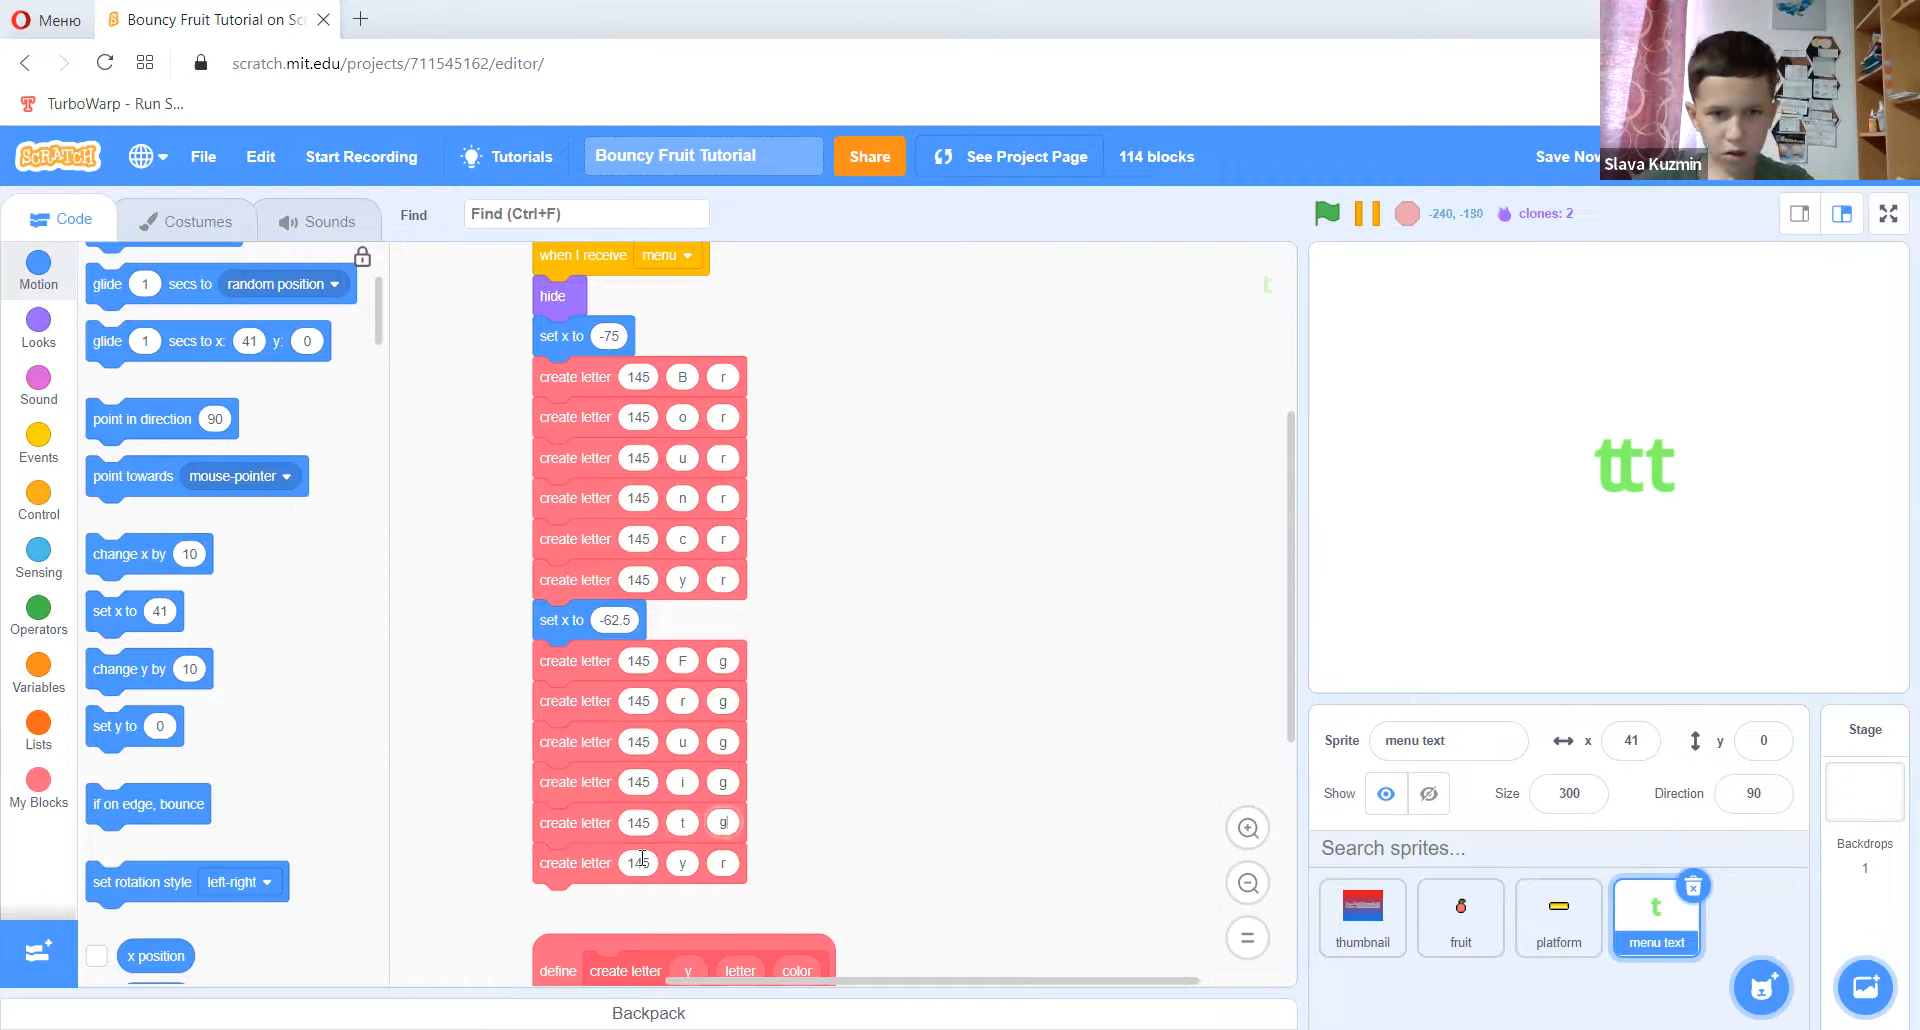 Меню
Bouncy Fruit Tutorial on Sc
scratch.mit.edu/projects/711545162/editor/
TurboWarp - Run S...
SCRATCH
File
Edit
Start Recording
Tutorials
Bouncy Fruit Tutorial
Share
See Project Page
114 blocks
Save Now
Slava Kuzmin
Code
Costumes
Sounds
Find
Find (Ctrl+F)
-240, -180
clones: 2
Motion
Looks
Sound
Events
Control
Sensing
Operators
Variables
Lists
My Blocks
glide 1 secs to random position
glide 1 secs to x: 41 y: 0
point in direction 90
point towards mouse-pointer
change x by 10
set x to 41
change y by 10
set y to 0
if on edge, bounce
set rotation style left-right
x position
when I receive menu
hide
set x to -75
create letter 145 B r
create letter 145 o r
create letter 145 u r
create letter 145 n r
create letter 145 c r
create letter 145 y r
set x to -62.5
create letter 145 F g
create letter 145 r g
create letter 145 u g
create letter 145 i g
create letter 145 t g
create letter 145 y r
define create letter y letter color
t
ttt
Sprite menu text x 41 y 0
Show Size 300 Direction 90
Search sprites...
thumbnail
fruit
platform
t
menu text
Stage
Backdrops
1
Backpack